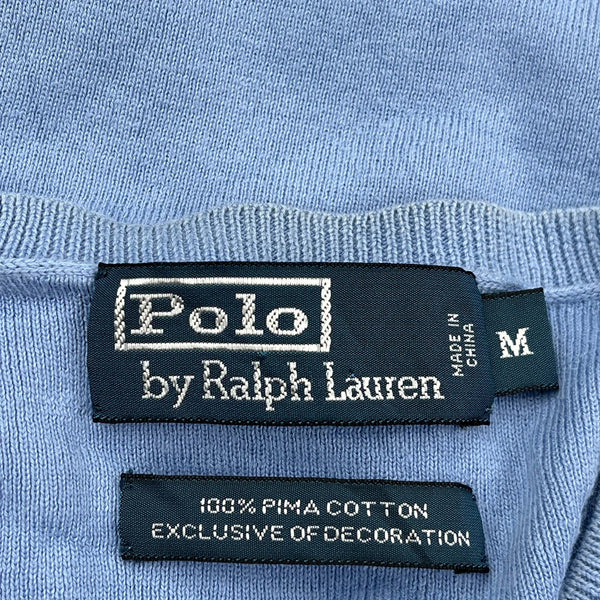 Polo
by Ralph Lauren
MADE IN
CHINA
M
100% PIMA COTTON
EXCLUSIVE OF DECORATION